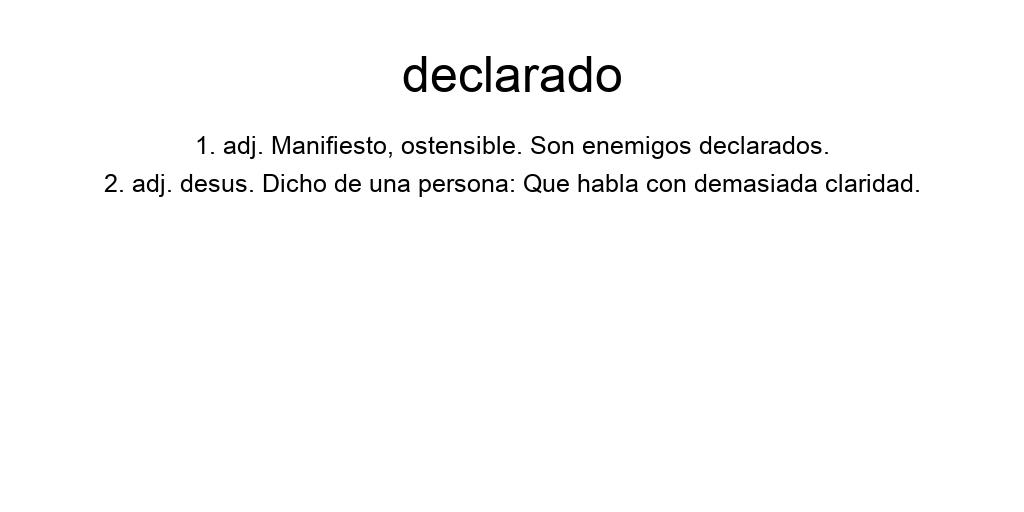 declarado
1. adj. Manifiesto, ostensible. Son enemigos declarados.
2. adj. desus. Dicho de una persona: Que habla con demasiada claridad.